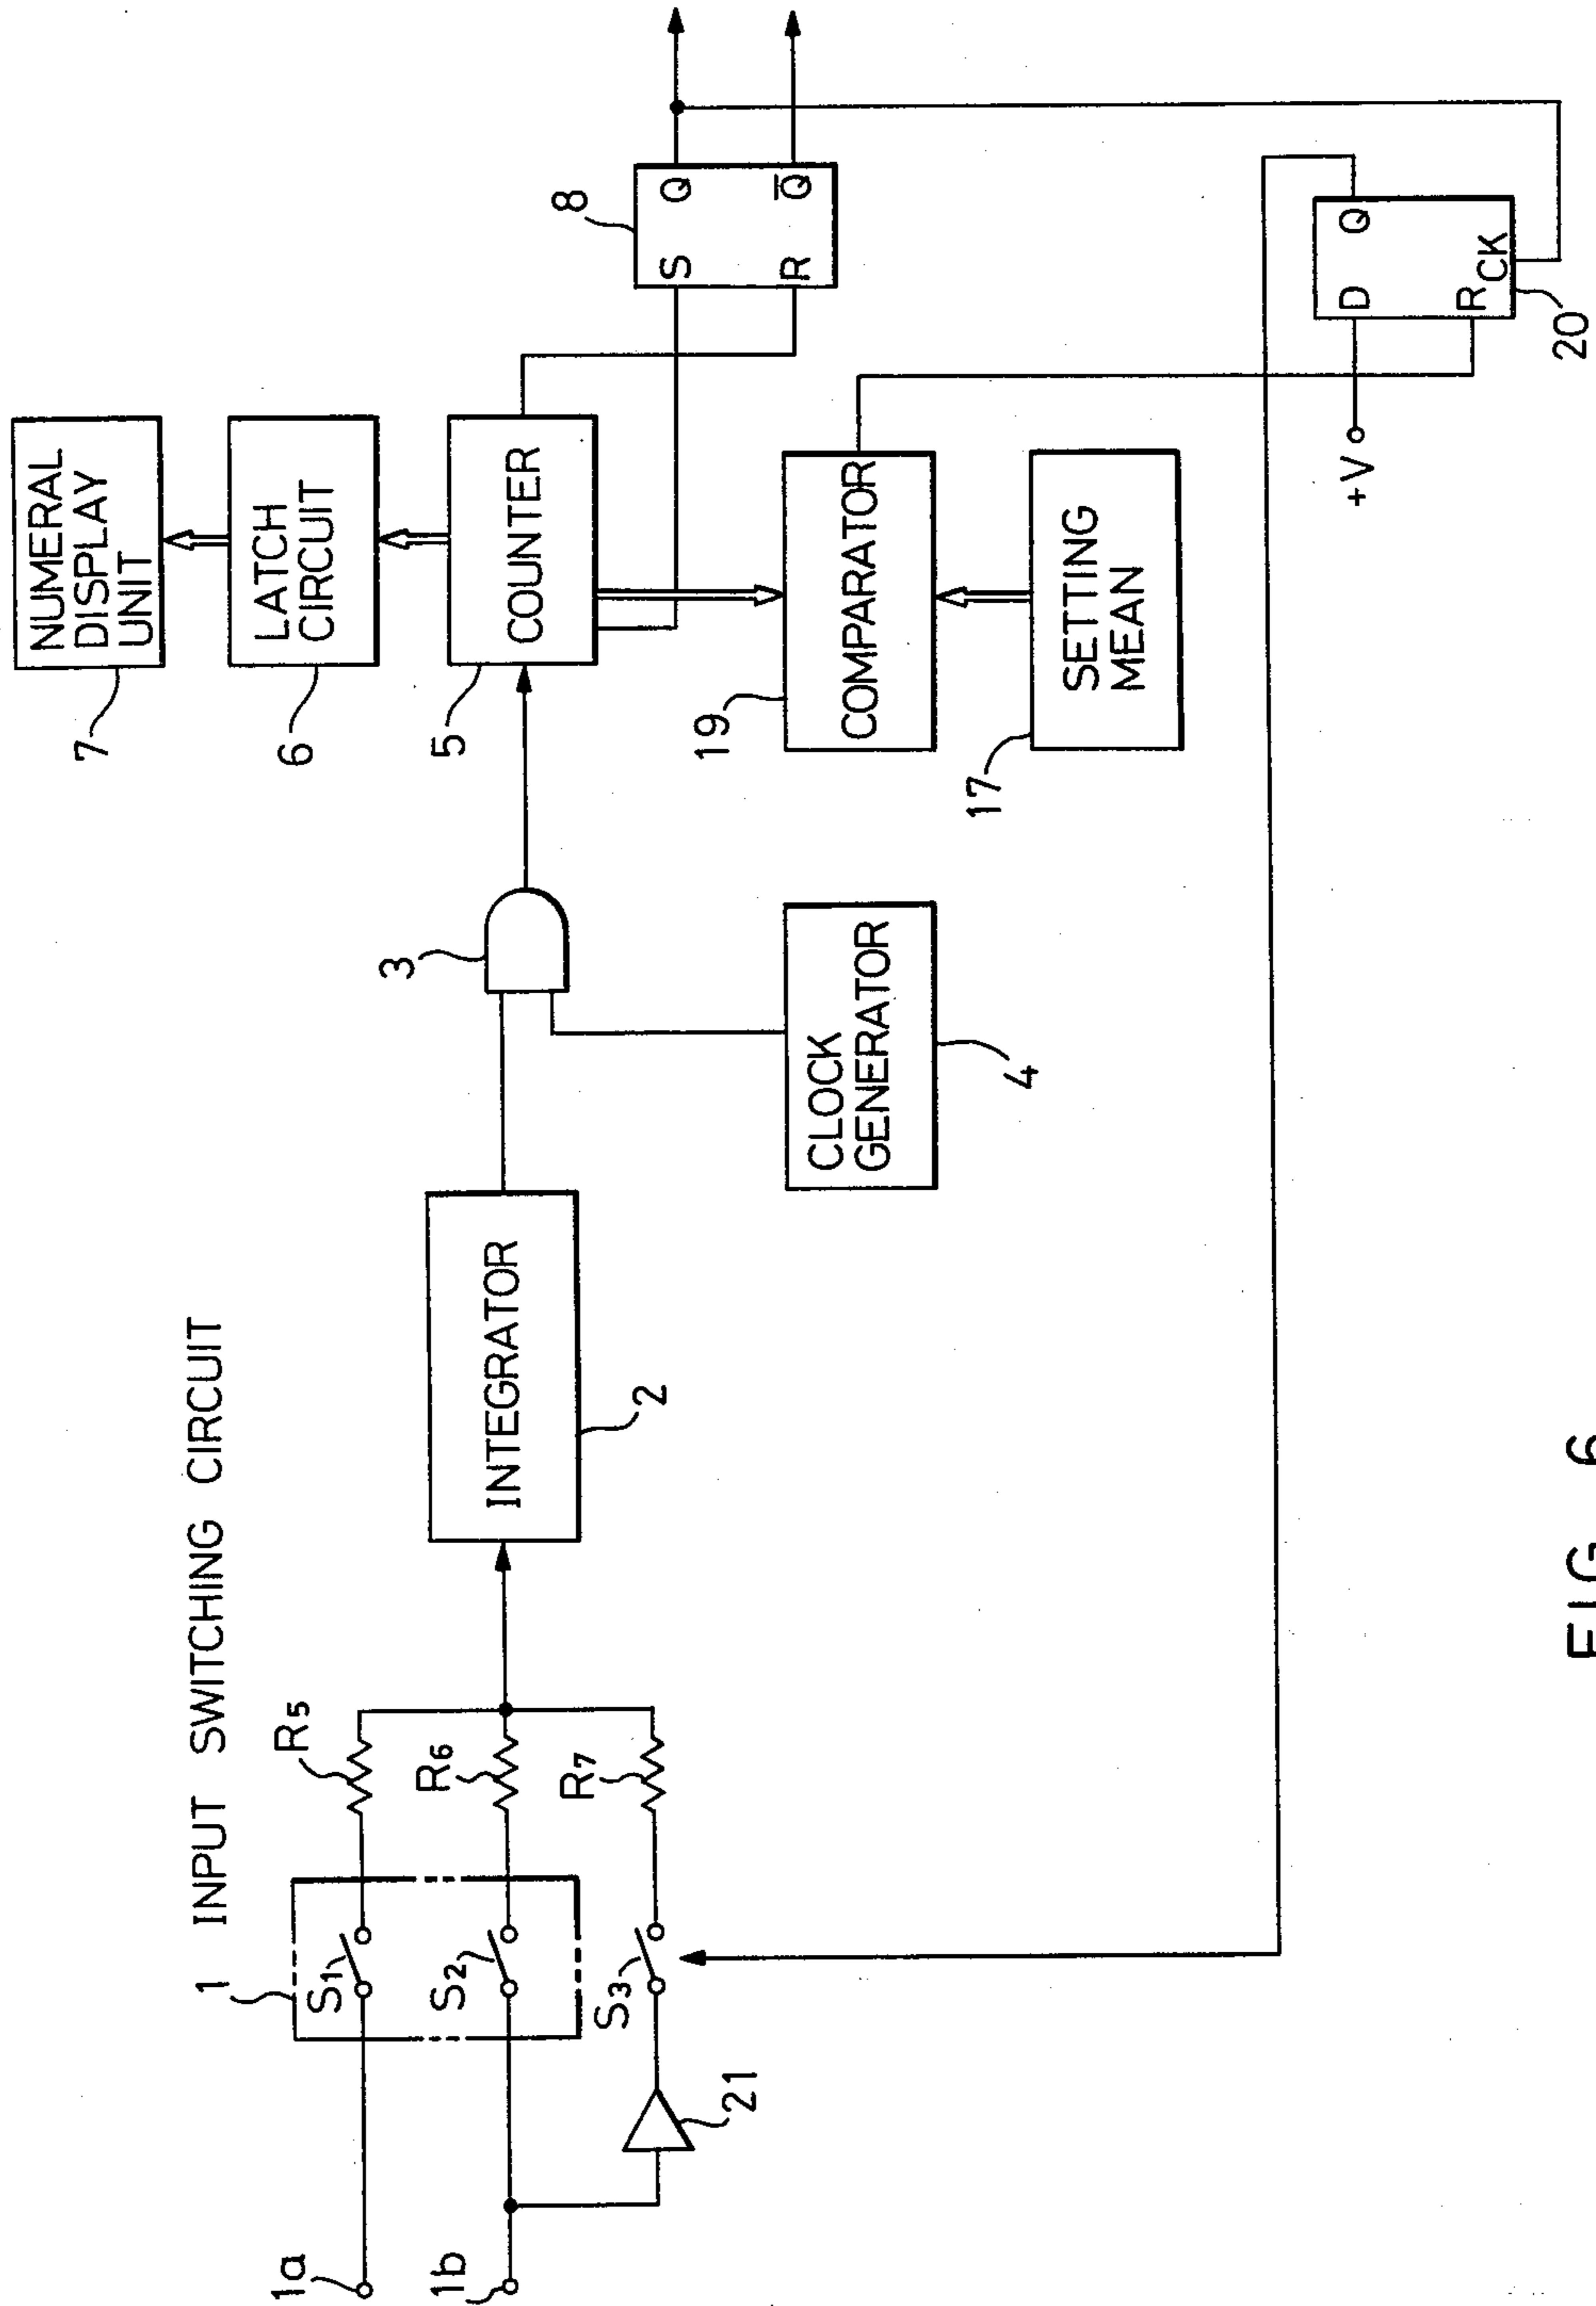 1 INPUT SWITCHING CIRCUIT
1a
S1
R5
1b
S2
R6
S3
R7
21
INTEGRATOR
2
3
CLOCK
GENERATOR
4
NUMERAL
DISPLAY
UNIT
7
LATCH
CIRCUIT
6
COUNTER
5
COMPARATOR
19
SETTING
MEAN
17
8
S Q
R Q̅
+V
D Q
R CK
20
FIG 6